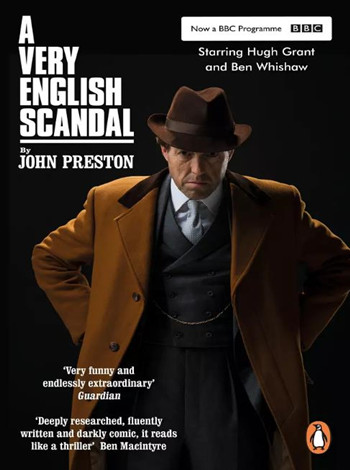 A
VERY
ENGLISH
SCANDAL
By
JOHN PRESTON
Now a BBC Programme BBC
Starring Hugh Grant
and Ben Whishaw
‘Very funny and
endlessly extraordinary’
Guardian
‘Deeply researched, fluently
written and darkly comic, it reads
like a thriller’ Ben Macintyre